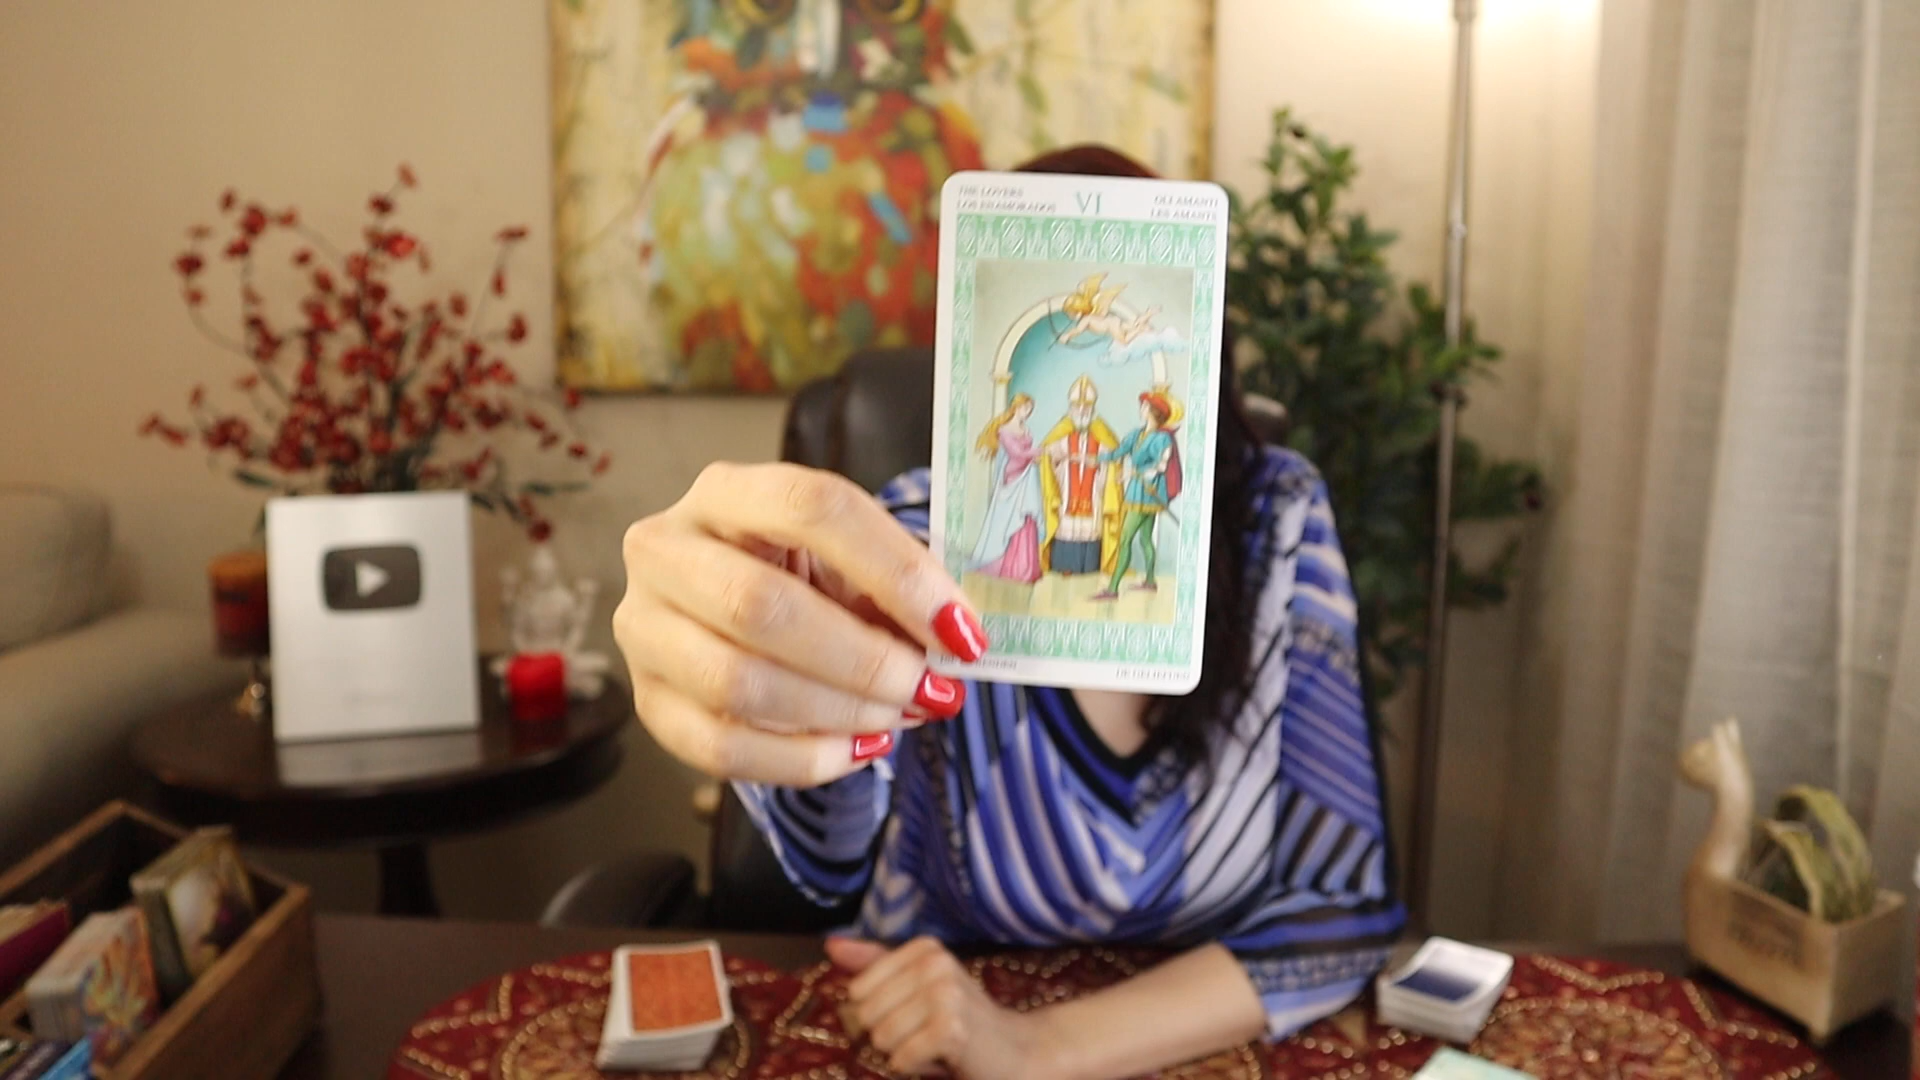 THE LOVERS
LOS ENAMORADOS
VI
GLI AMANTI
LES AMANTS